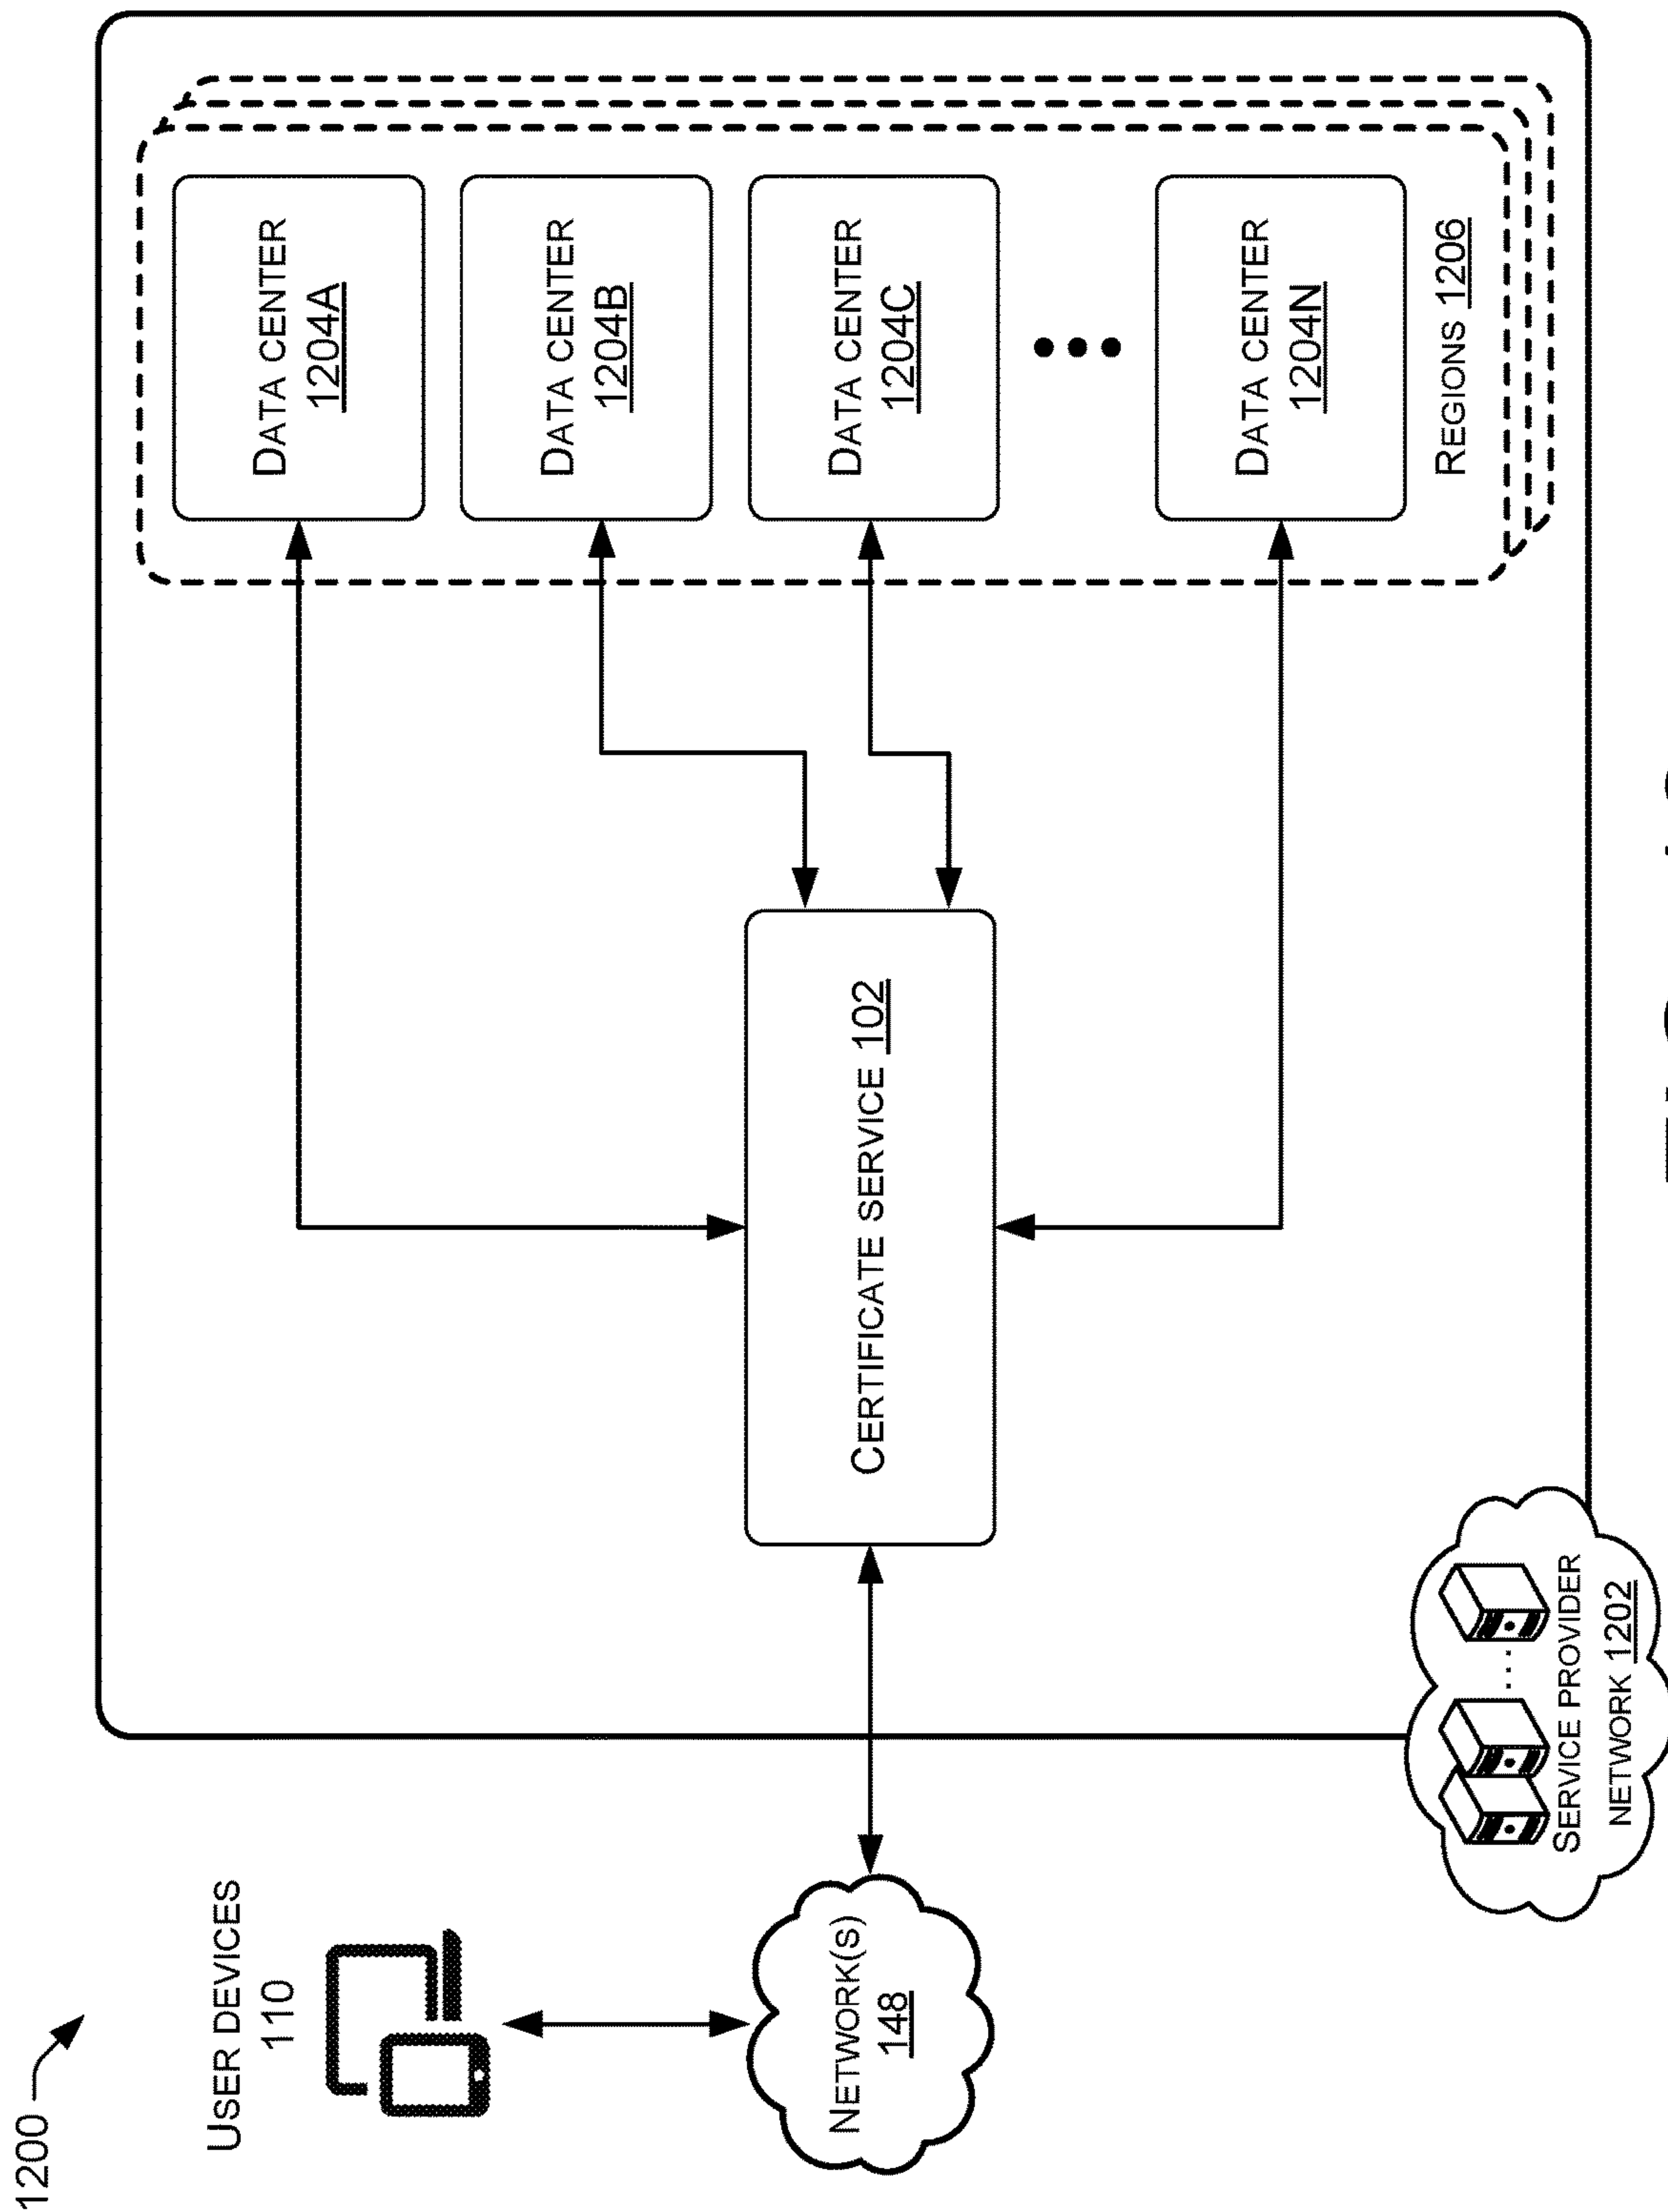 1200
USER DEVICES
110
NETWORK(S)
148
SERVICE PROVIDER
NETWORK 1202
CERTIFICATE SERVICE 102
DATA CENTER
1204A
DATA CENTER
1204B
DATA CENTER
1204C
DATA CENTER
1204N
REGIONS 1206